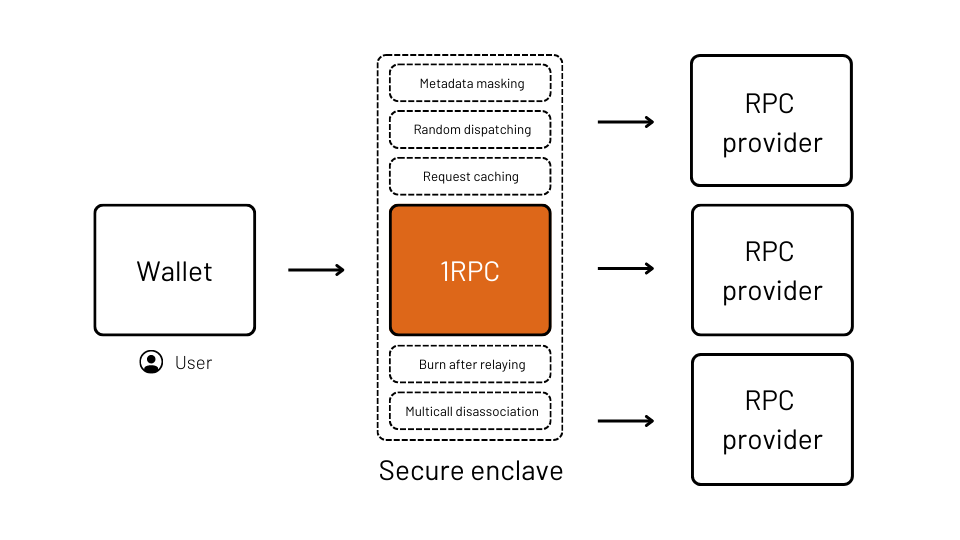 Wallet
User
Metadata masking
Random dispatching
Request caching
1RPC
Burn after relaying
Multicall disassociation
Secure enclave
RPC
provider
RPC
provider
RPC
provider